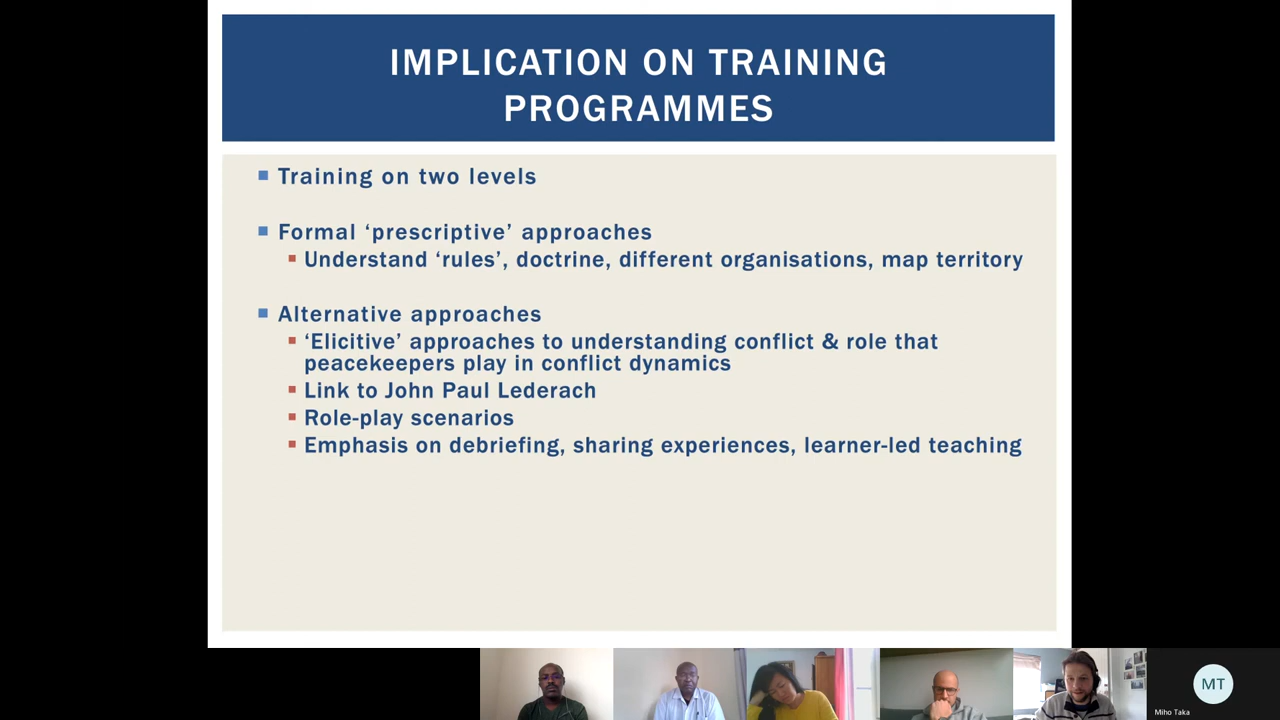 IMPLICATION ON TRAINING
PROGRAMMES
Training on two levels
Formal ‘prescriptive’ approaches
Understand ‘rules’, doctrine, different organisations, map territory
Alternative approaches
‘Elicitive’ approaches to understanding conflict & role that
peacekeepers play in conflict dynamics
Link to John Paul Lederach
Role-play scenarios
Emphasis on debriefing, sharing experiences, learner-led teaching
MT
Miho Taka